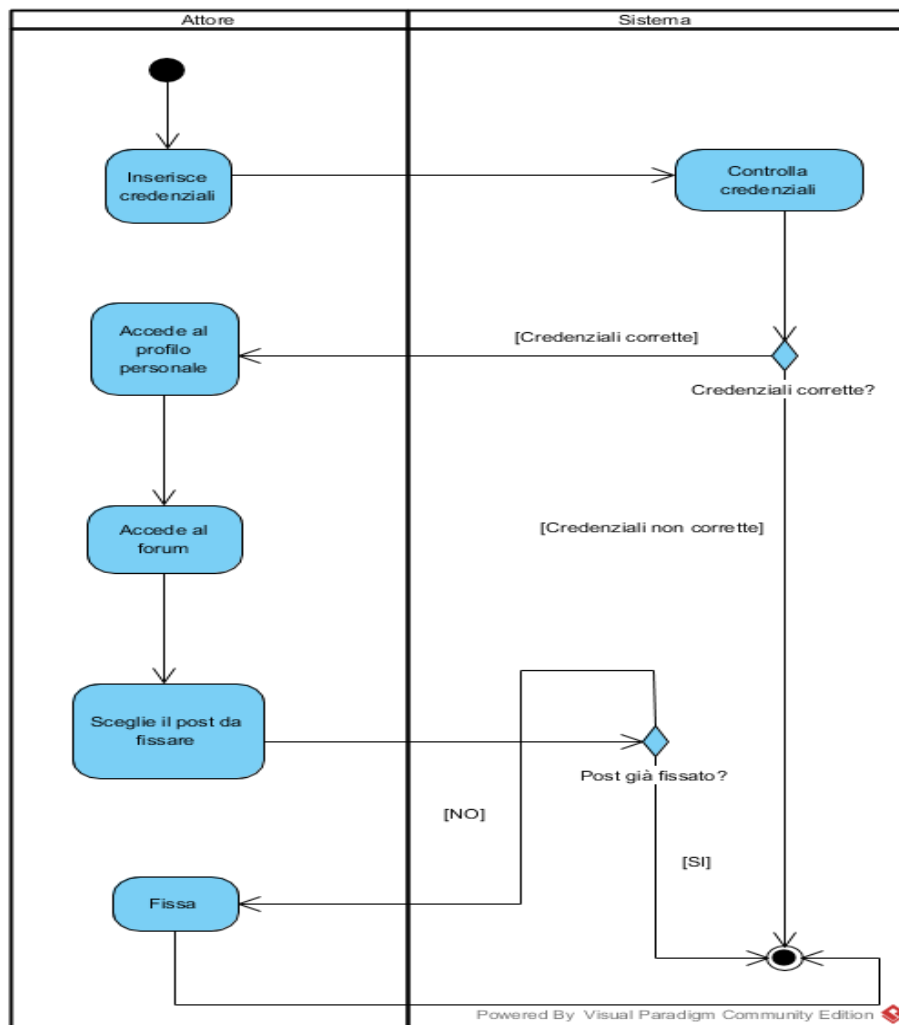 Attore
Sistema
Inserisce
credenziali
Controlla
credenziali
Accede al
profilo
personale
[Credenziali corrette]
Credenziali corrette?
Accede al
forum
[Credenziali non corrette]
Sceglie il post da
fissare
Post già fissato?
[NO]
[SI]
Fissa
Powered By Visual Paradigm Community Edition